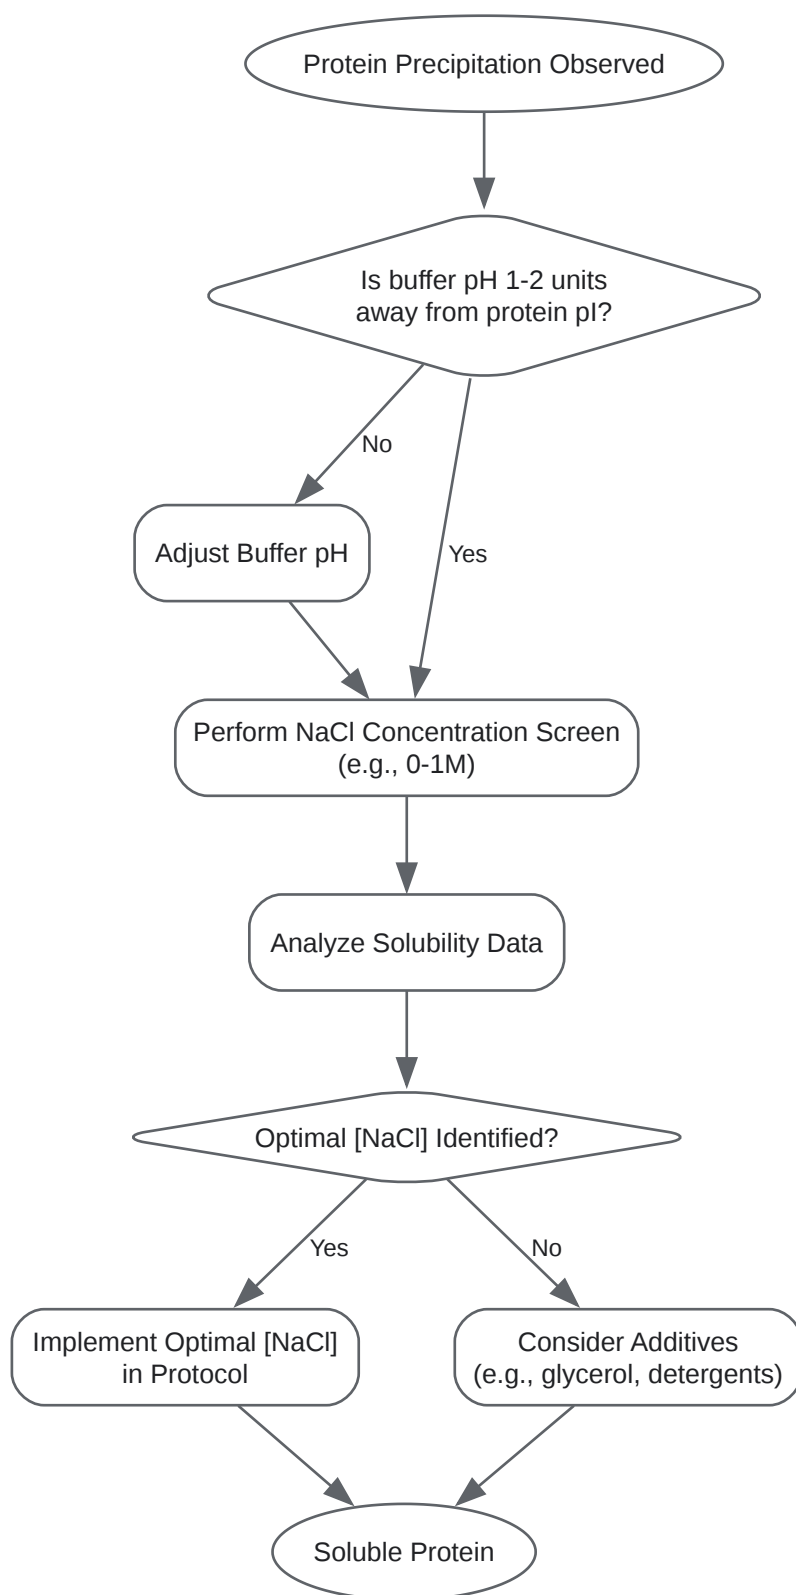 Protein Precipitation Observed
Is buffer pH 1-2 units
away from protein pI?
No
Adjust Buffer pH
Yes
Perform NaCl Concentration Screen
(e.g., 0-1M)
Analyze Solubility Data
Optimal [NaCl] Identified?
Yes
No
Implement Optimal [NaCl]
in Protocol
Consider Additives
(e.g., glycerol, detergents)
Soluble Protein